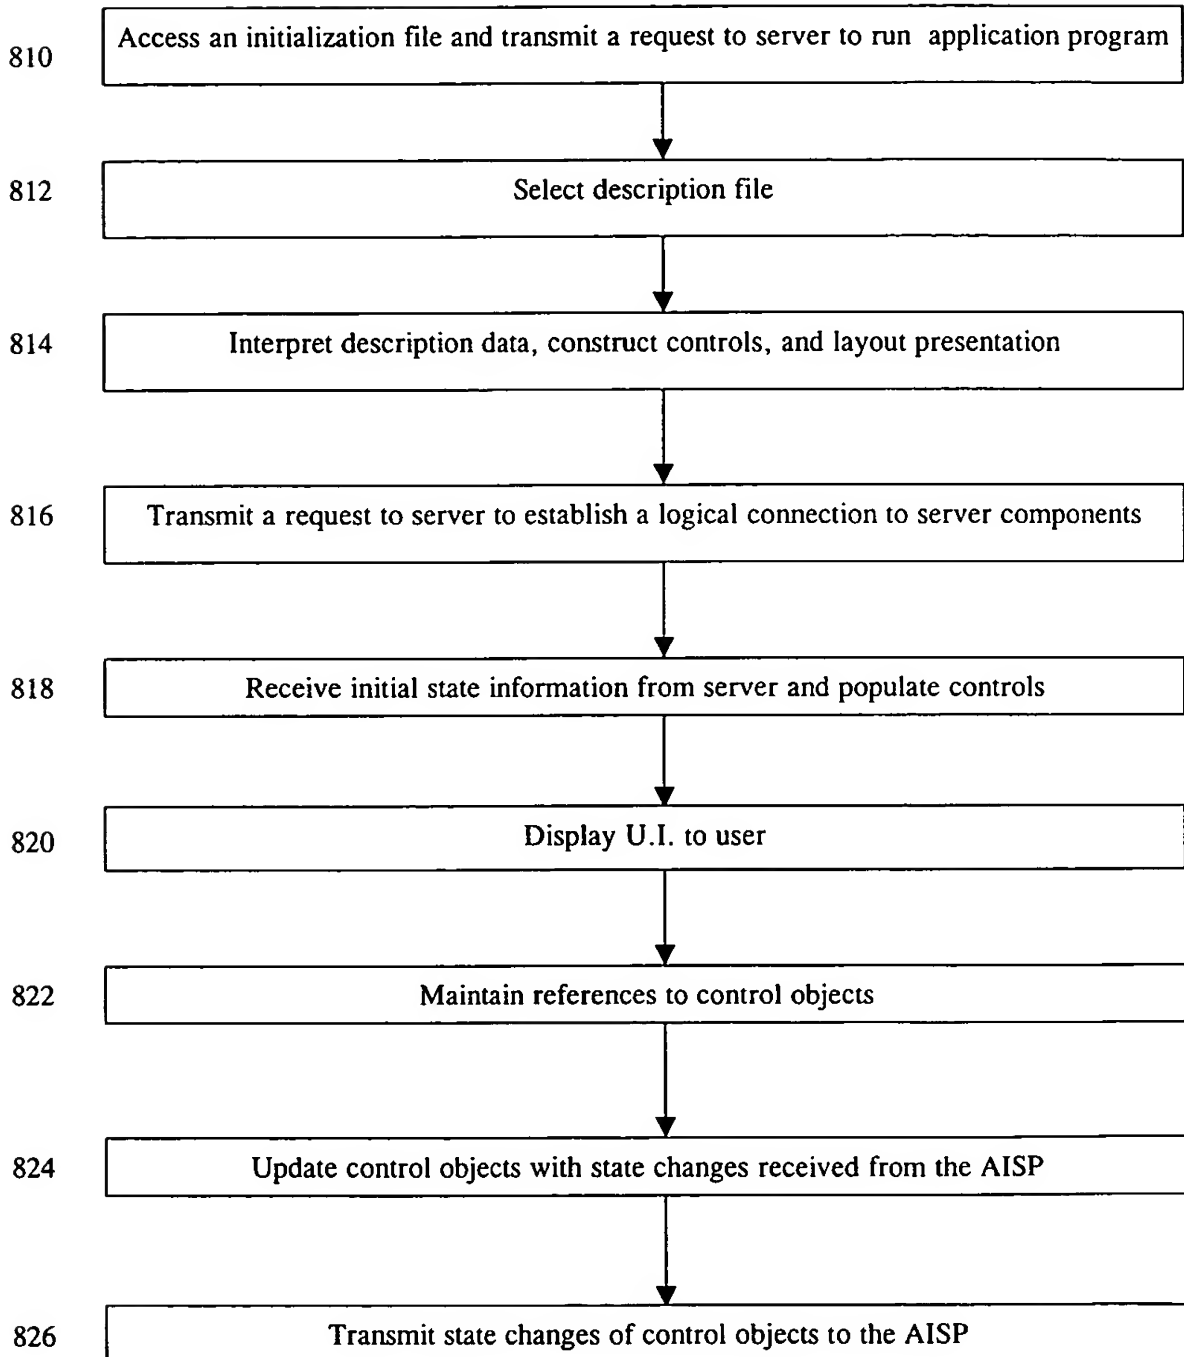 810 Access an initialization file and transmit a request to server to run application program
812 Select description file
814 Interpret description data, construct controls, and layout presentation
816 Transmit a request to server to establish a logical connection to server components
818 Receive initial state information from server and populate controls
820 Display U.I. to user
822 Maintain references to control objects
824 Update control objects with state changes received from the AISP
826 Transmit state changes of control objects to the AISP